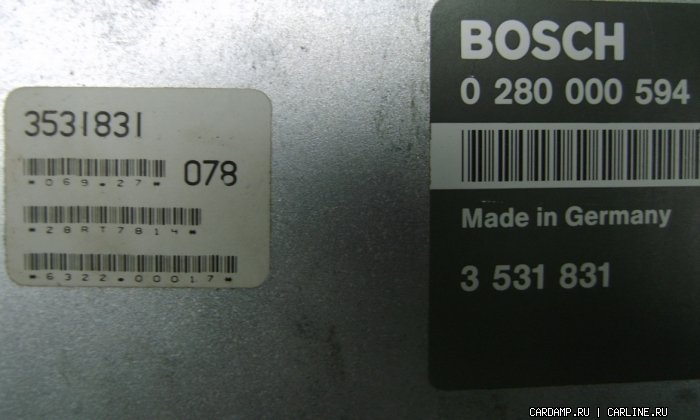 3531831
*069.27*
078
*28RT7814*
*6322.00017*
BOSCH
0 280 000 594
Made in Germany
3 531 831
CARDAMP.RU | CARLINE.RU